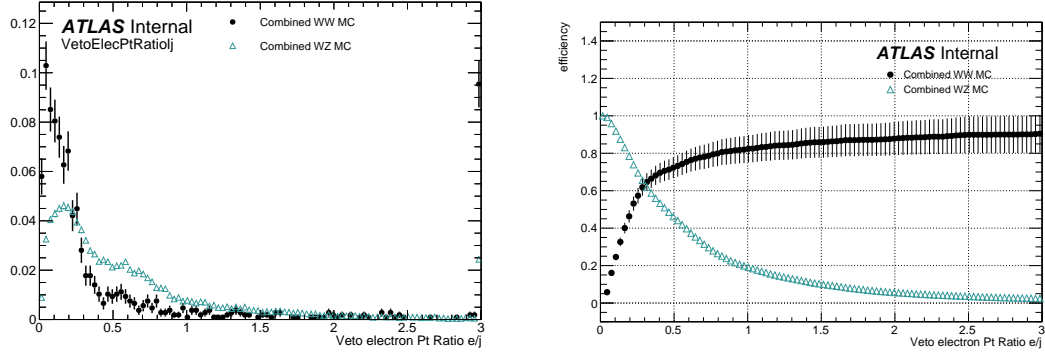 ATLAS Internal
VetoElecPtRatioIj
Combined WW MC
Combined WZ MC
0.12
0.1
0.08
0.06
0.04
0.02
0
0 0.5 1 1.5 2 2.5 3
Veto electron Pt Ratio e/j
efficiency
ATLAS Internal
Combined WW MC
Combined WZ MC
1.4
1.2
1
0.8
0.6
0.4
0.2
0
0 0.5 1 1.5 2 2.5 3
Veto electron Pt Ratio e/j